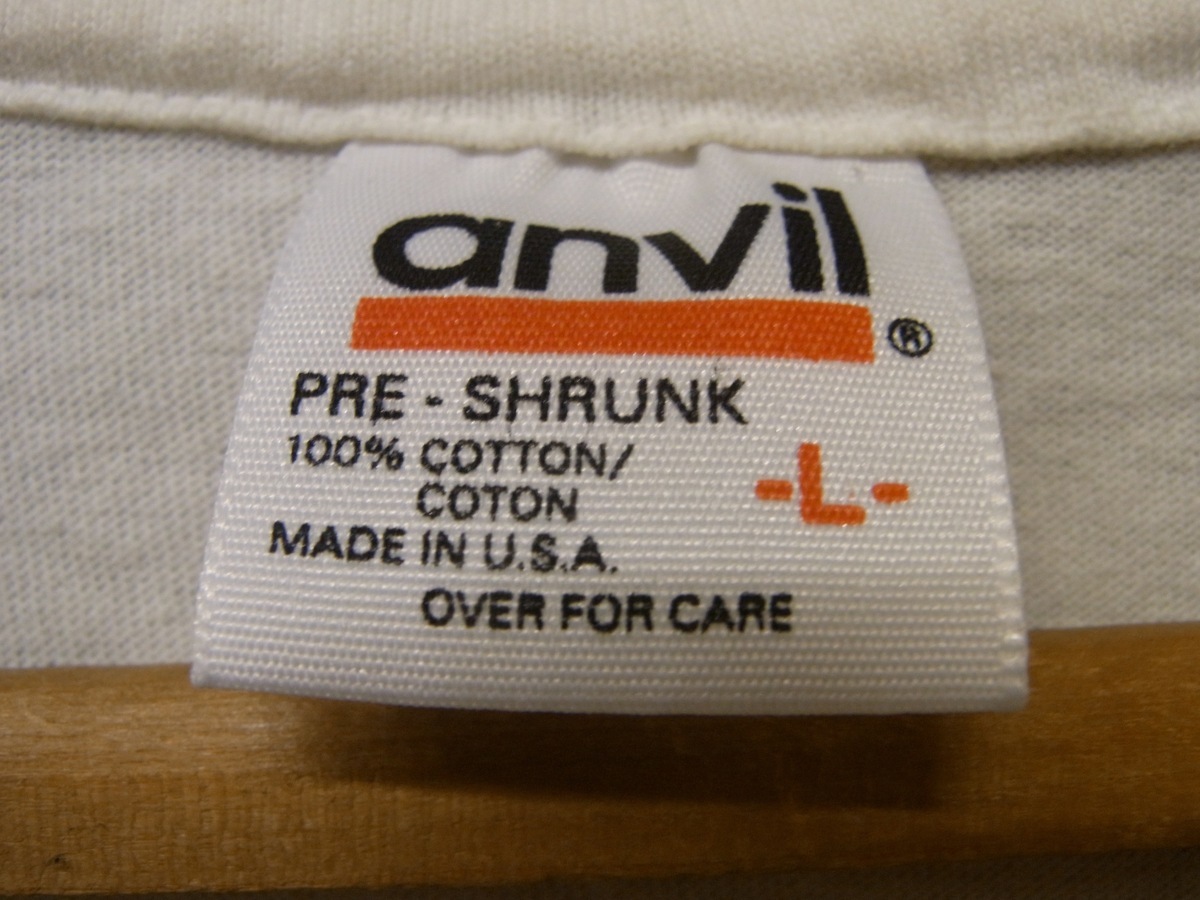 anvil ®
PRE - SHRUNK
100% COTTON/
COTON
-L-
MADE IN U.S.A.
OVER FOR CARE